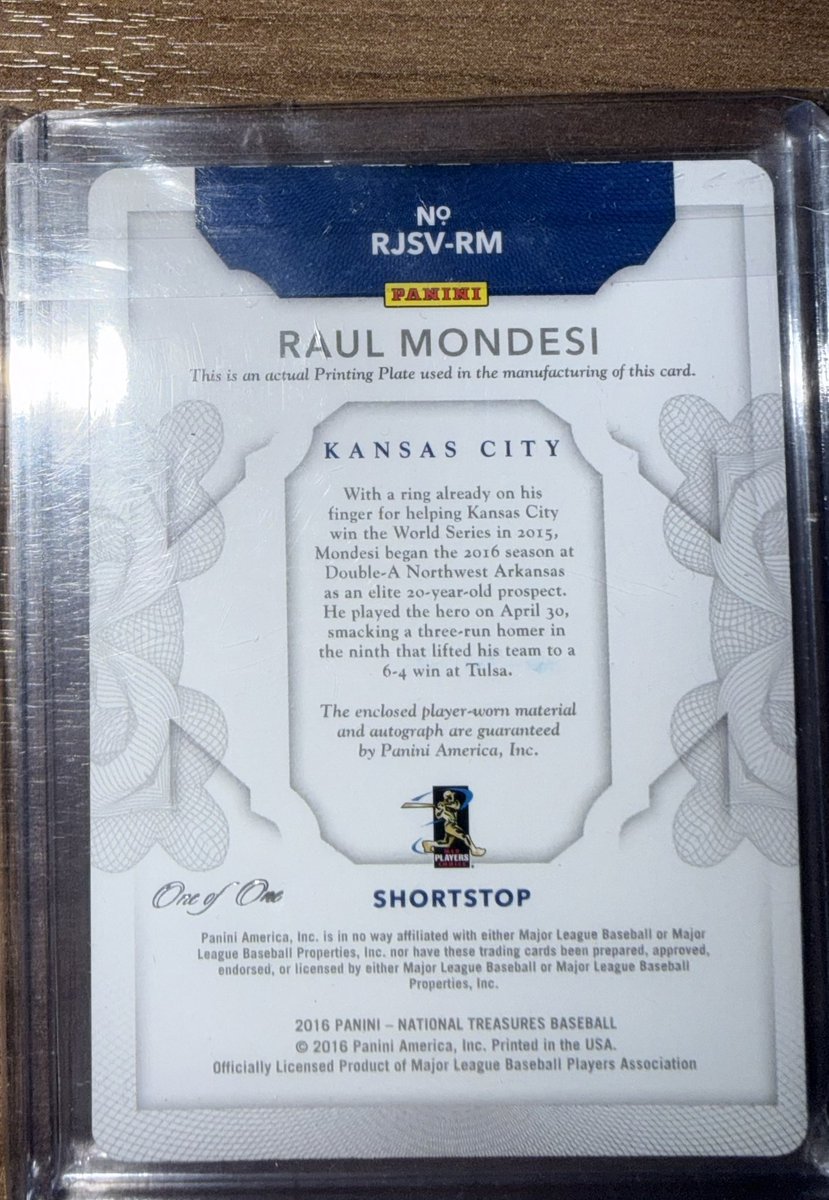 Nº
RJSV-RM
PANINI
RAUL MONDESI
This is an actual Printing Plate used in the manufacturing of this card.
KANSAS CITY
With a ring already on his
finger for helping Kansas City
win the World Series in 2015,
Mondesi began the 2016 season at
Double-A Northwest Arkansas
as an elite 20-year-old prospect.
He played the hero on April 30,
smacking a three-run homer in
the ninth that lifted his team to a
6-4 win at Tulsa.
The enclosed player-worn material
and autograph are guaranteed
by Panini America, Inc.
MLB
PLAYERS
CHOICE
One of One
SHORTSTOP
Panini America, Inc. is in no way affiliated with either Major League Baseball or Major
League Baseball Properties, Inc. nor have these trading cards been prepared, approved,
endorsed, or licensed by either Major League Baseball or Major League Baseball
Properties, Inc.
2016 PANINI – NATIONAL TREASURES BASEBALL
© 2016 Panini America, Inc. Printed in the USA.
Officially Licensed Product of Major League Baseball Players Association